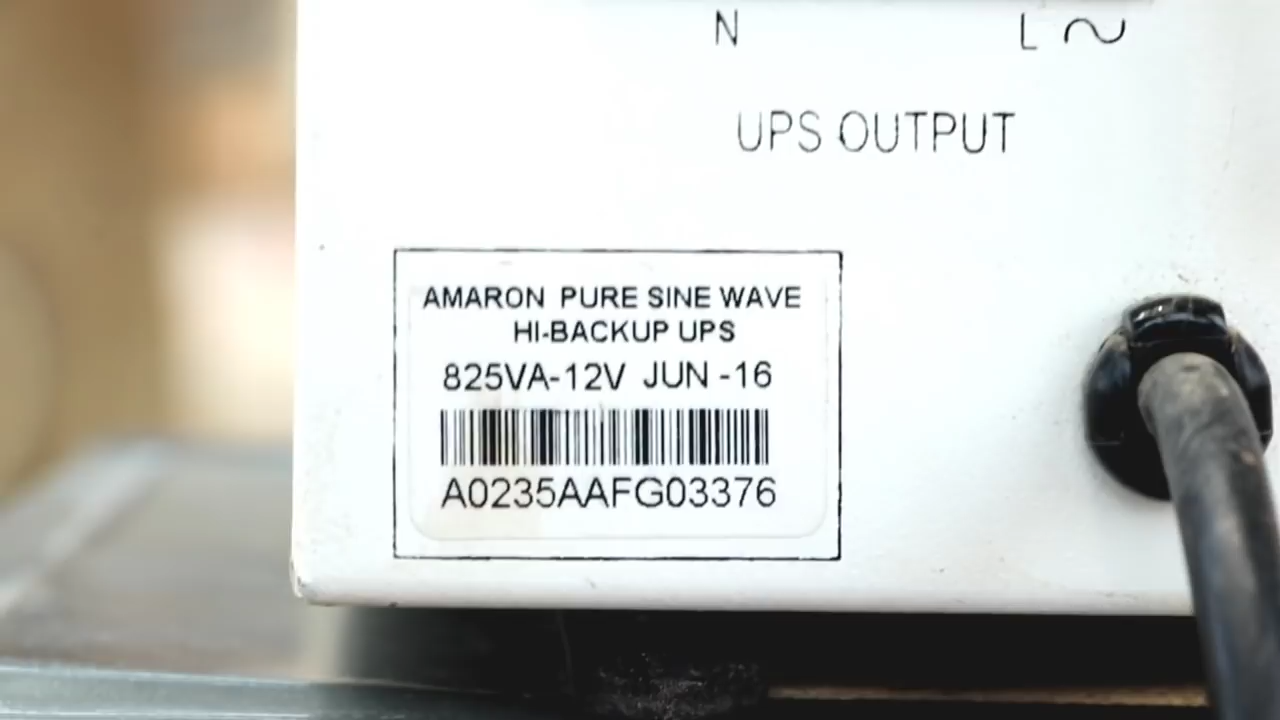 N L ~
UPS OUTPUT
AMARON PURE SINE WAVE
HI-BACKUP UPS
825VA-12V JUN -16
A0235AAFG03376